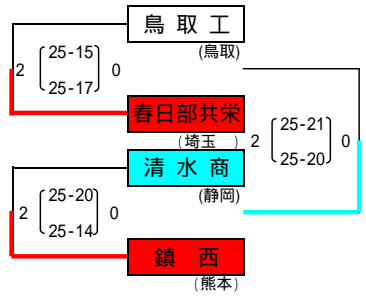 鳥 取 工
(鳥取)
2 25-15 0
25-17
春日部共栄
(埼玉 )
2 25-21 0
25-20
清 水 商
(静岡)
2 25-20 0
25-14
鎮 西
(熊本)